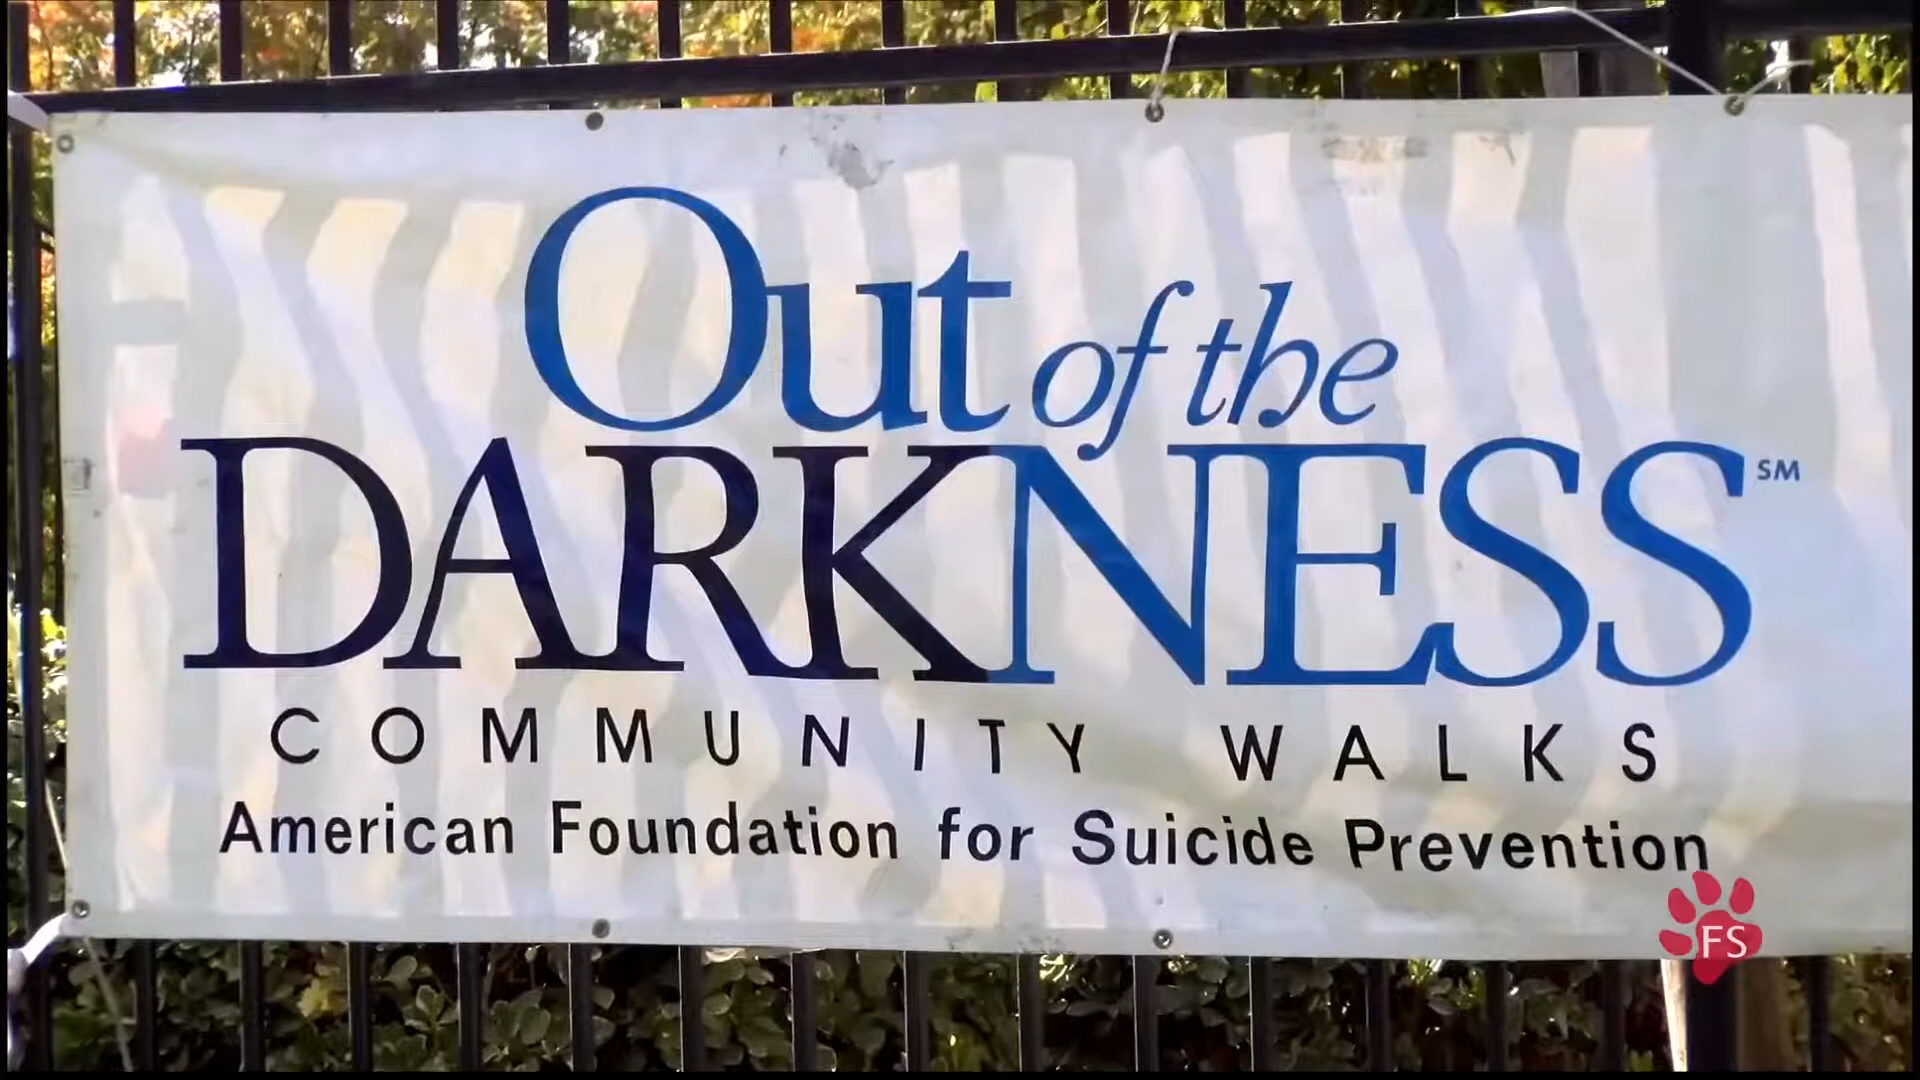 Out of the
DARKNESS SM
COMMUNITY WALKS
American Foundation for Suicide Prevention
FS